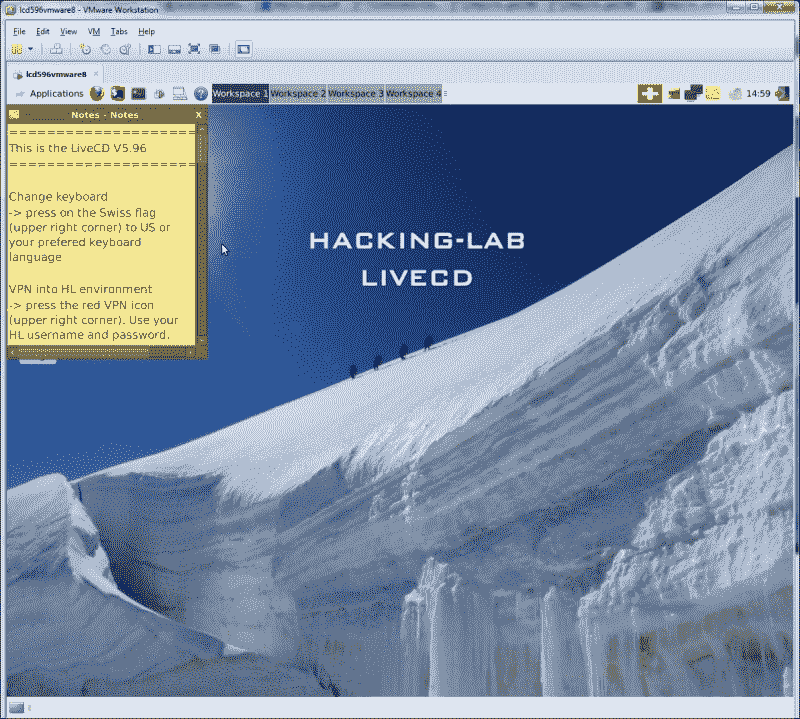 lcd596vmware8 - VMware Workstation
File Edit View VM Tabs Help
lcd596vmware8
Applications Workspace 1 Workspace 2 Workspace 3 Workspace 4 14:59
Notes - Notes X
====================
This is the LiveCD V5.96
====================
Change keyboard
-> press on the Swiss flag
(upper right corner) to US or
your prefered keyboard
language
VPN into HL environment
-> press the red VPN icon
(upper right corner). Use your
HL username and password.
HACKING-LAB
LIVECD